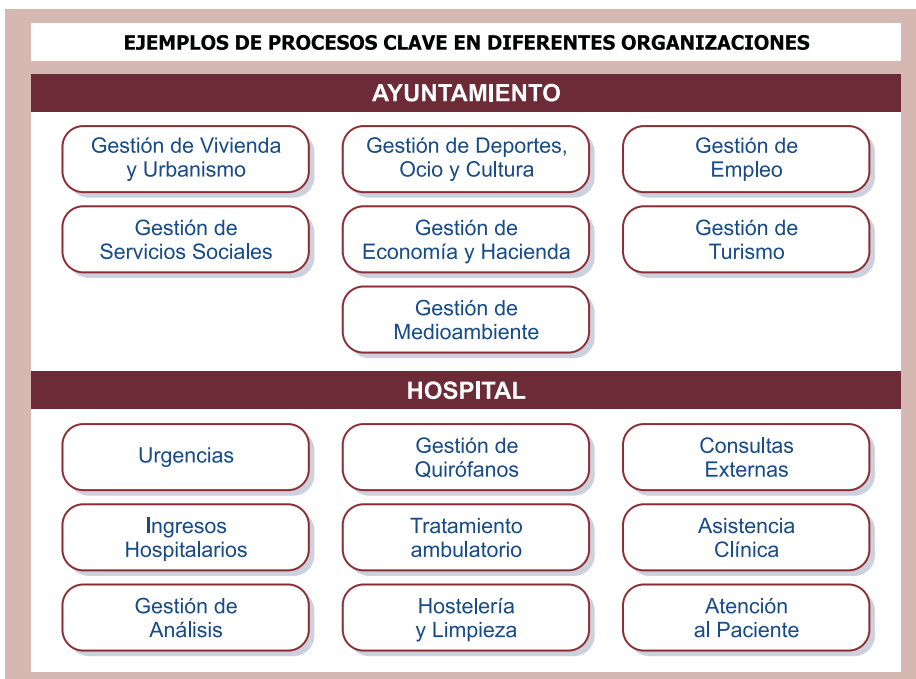 EJEMPLOS DE PROCESOS CLAVE EN DIFERENTES ORGANIZACIONES
AYUNTAMIENTO
Gestión de Vivienda
y Urbanismo
Gestión de Deportes,
Ocio y Cultura
Gestión de
Empleo
Gestión de
Servicios Sociales
Gestión de
Economía y Hacienda
Gestión de
Turismo
Gestión de
Medioambiente
HOSPITAL
Urgencias
Gestión de
Quirófanos
Consultas
Externas
Ingresos
Hospitalarios
Tratamiento
ambulatorio
Asistencia
Clínica
Gestión de
Análisis
Hostelería
y Limpieza
Atención
al Paciente